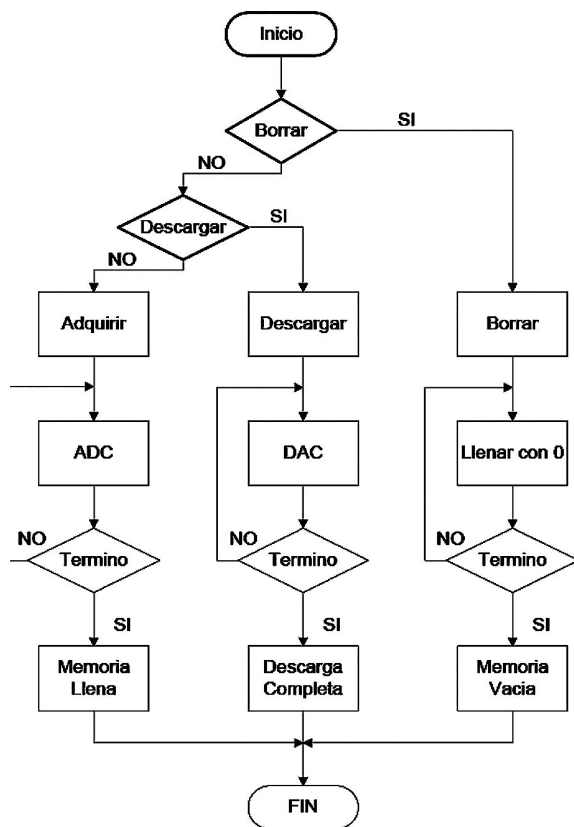 Inicio
Borrar
SI
NO
Descargar
SI
NO
Adquirir
Descargar
Borrar
ADC
DAC
Llenar con 0
NO
Termino
NO
Termino
NO
Termino
SI
SI
SI
Memoria
Llena
Descarga
Completa
Memoria
Vacia
FIN